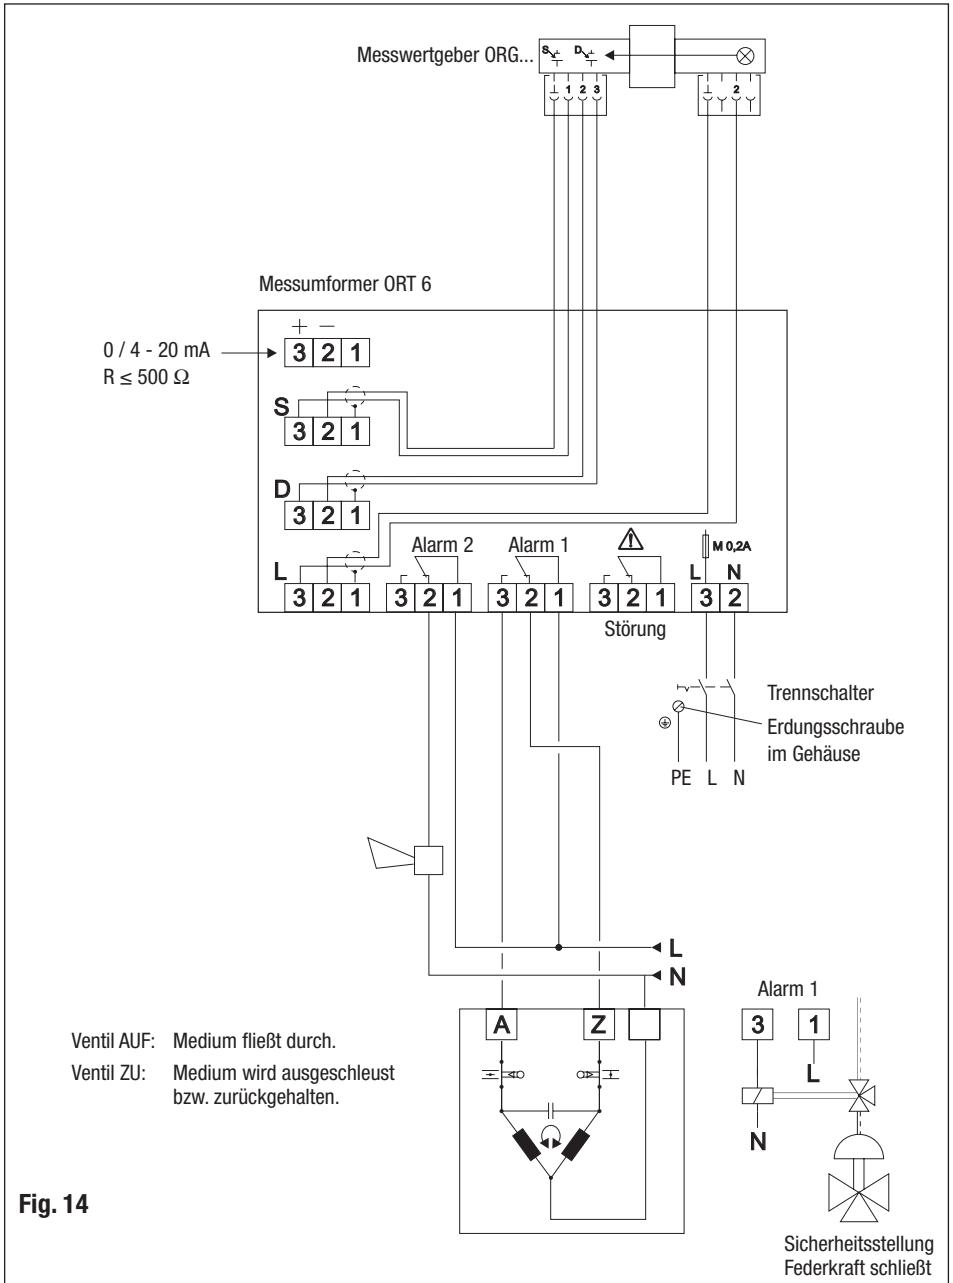 Messwertgeber ORG...
S D
1 2 3
2
Messumformer ORT 6
+ −
0 / 4 - 20 mA
R ≤ 500 Ω
3 2 1
S
3 2 1
D
3 2 1
L
3 2 1
Alarm 2
3 2 1
Alarm 1
3 2 1
3 2 1
Störung
M 0,2A
L N
3 2
Trennschalter
Erdungsschraube
im Gehäuse
PE L N
L
N
A Z
Ventil AUF: Medium fließt durch.
Ventil ZU: Medium wird ausgeschleust
bzw. zurückgehalten.
Alarm 1
3 1
L
N
Sicherheitsstellung
Federkraft schließt
Fig. 14